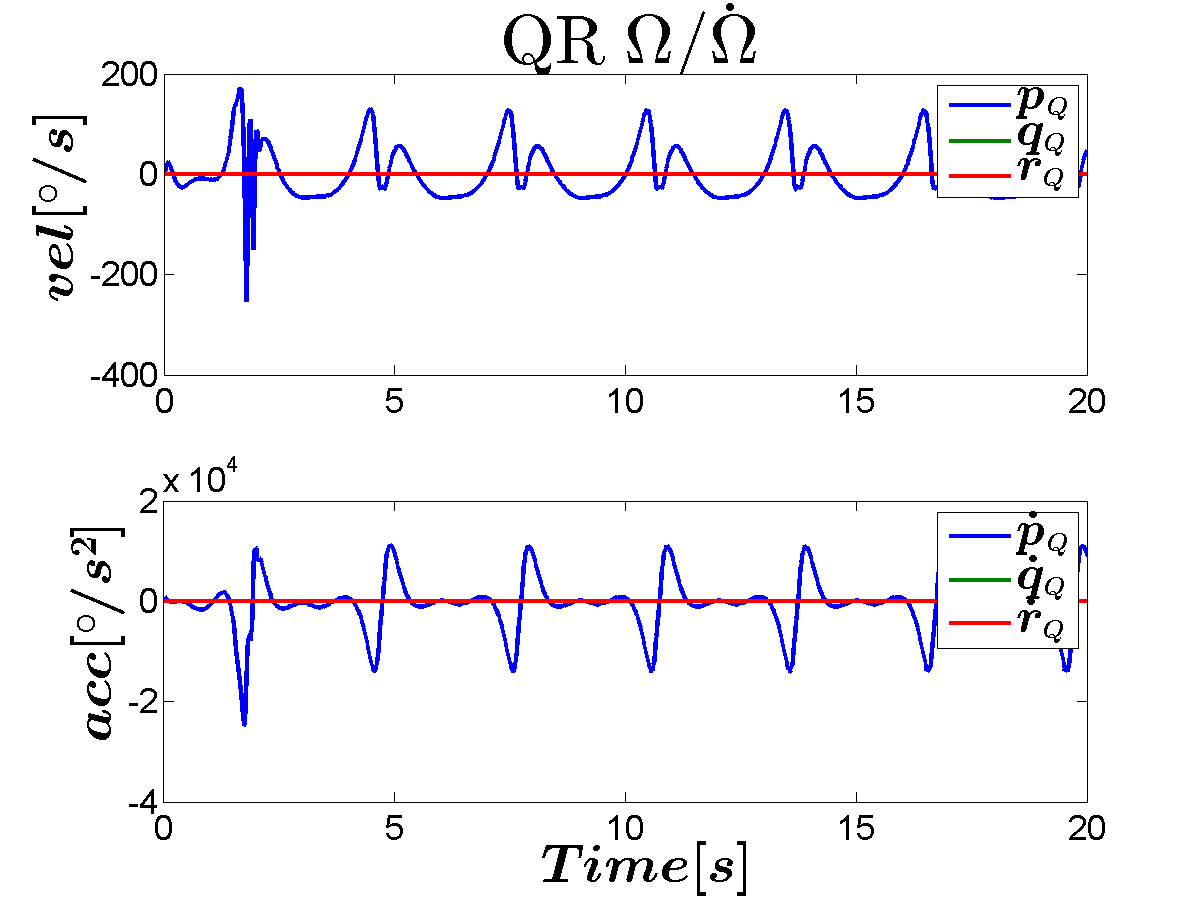 QR Ω/Ω̇
200
0
-200
-400
vel[°/s]
p_Q
q_Q
r_Q
0 5 10 15 20
x 10^4
2
0
-2
-4
acc[°/s^2]
ṗ_Q
q̇_Q
ṙ_Q
0 5 10 15 20
Time[s]